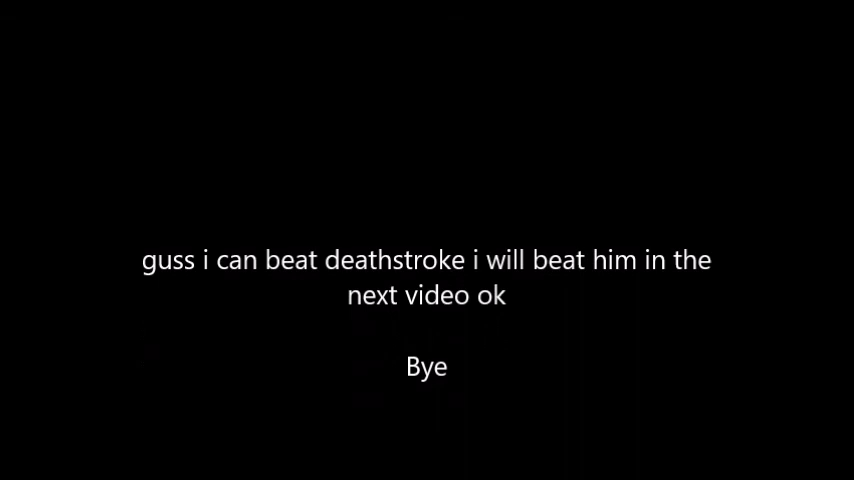 guss i can beat deathstroke i will beat him in the
next video ok
Bye